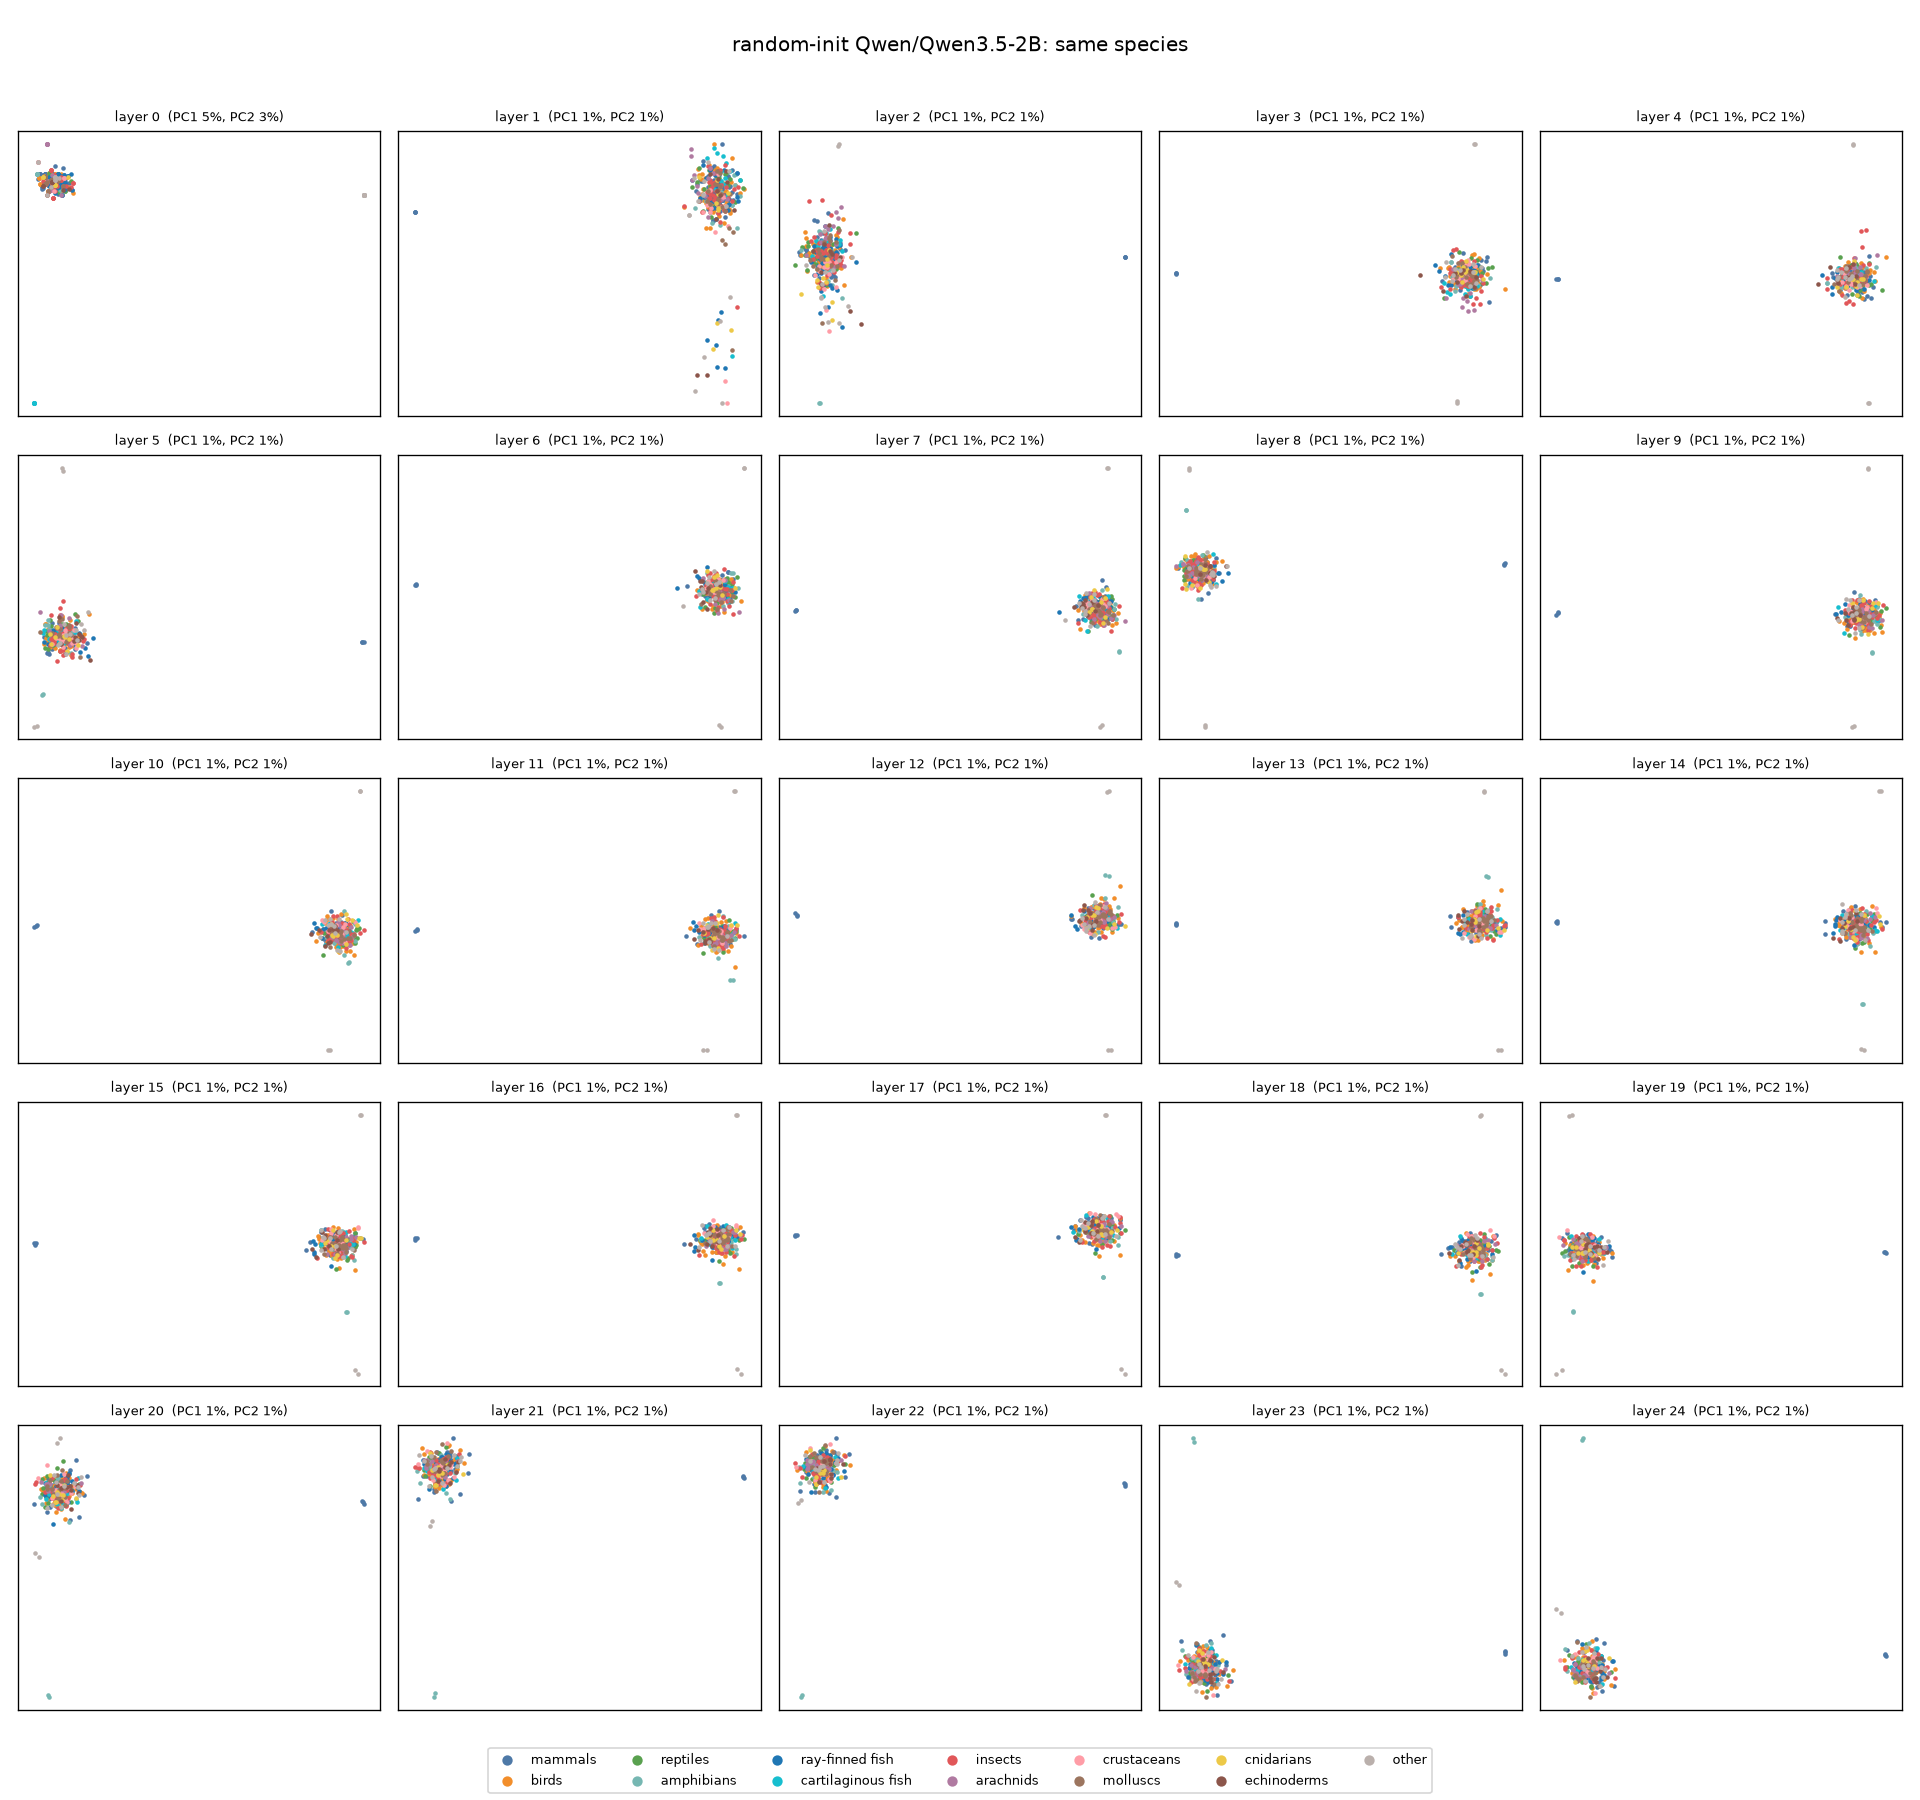 random-init Qwen/Qwen3.5-2B: same species
layer 0  (PC1 5%, PC2 3%)
layer 1  (PC1 1%, PC2 1%)
layer 2  (PC1 1%, PC2 1%)
layer 3  (PC1 1%, PC2 1%)
layer 4  (PC1 1%, PC2 1%)
layer 5  (PC1 1%, PC2 1%)
layer 6  (PC1 1%, PC2 1%)
layer 7  (PC1 1%, PC2 1%)
layer 8  (PC1 1%, PC2 1%)
layer 9  (PC1 1%, PC2 1%)
layer 10  (PC1 1%, PC2 1%)
layer 11  (PC1 1%, PC2 1%)
layer 12  (PC1 1%, PC2 1%)
layer 13  (PC1 1%, PC2 1%)
layer 14  (PC1 1%, PC2 1%)
layer 15  (PC1 1%, PC2 1%)
layer 16  (PC1 1%, PC2 1%)
layer 17  (PC1 1%, PC2 1%)
layer 18  (PC1 1%, PC2 1%)
layer 19  (PC1 1%, PC2 1%)
layer 20  (PC1 1%, PC2 1%)
layer 21  (PC1 1%, PC2 1%)
layer 22  (PC1 1%, PC2 1%)
layer 23  (PC1 1%, PC2 1%)
layer 24  (PC1 1%, PC2 1%)
mammals reptiles ray-finned fish insects crustaceans cnidarians other
birds amphibians cartilaginous fish arachnids molluscs echinoderms